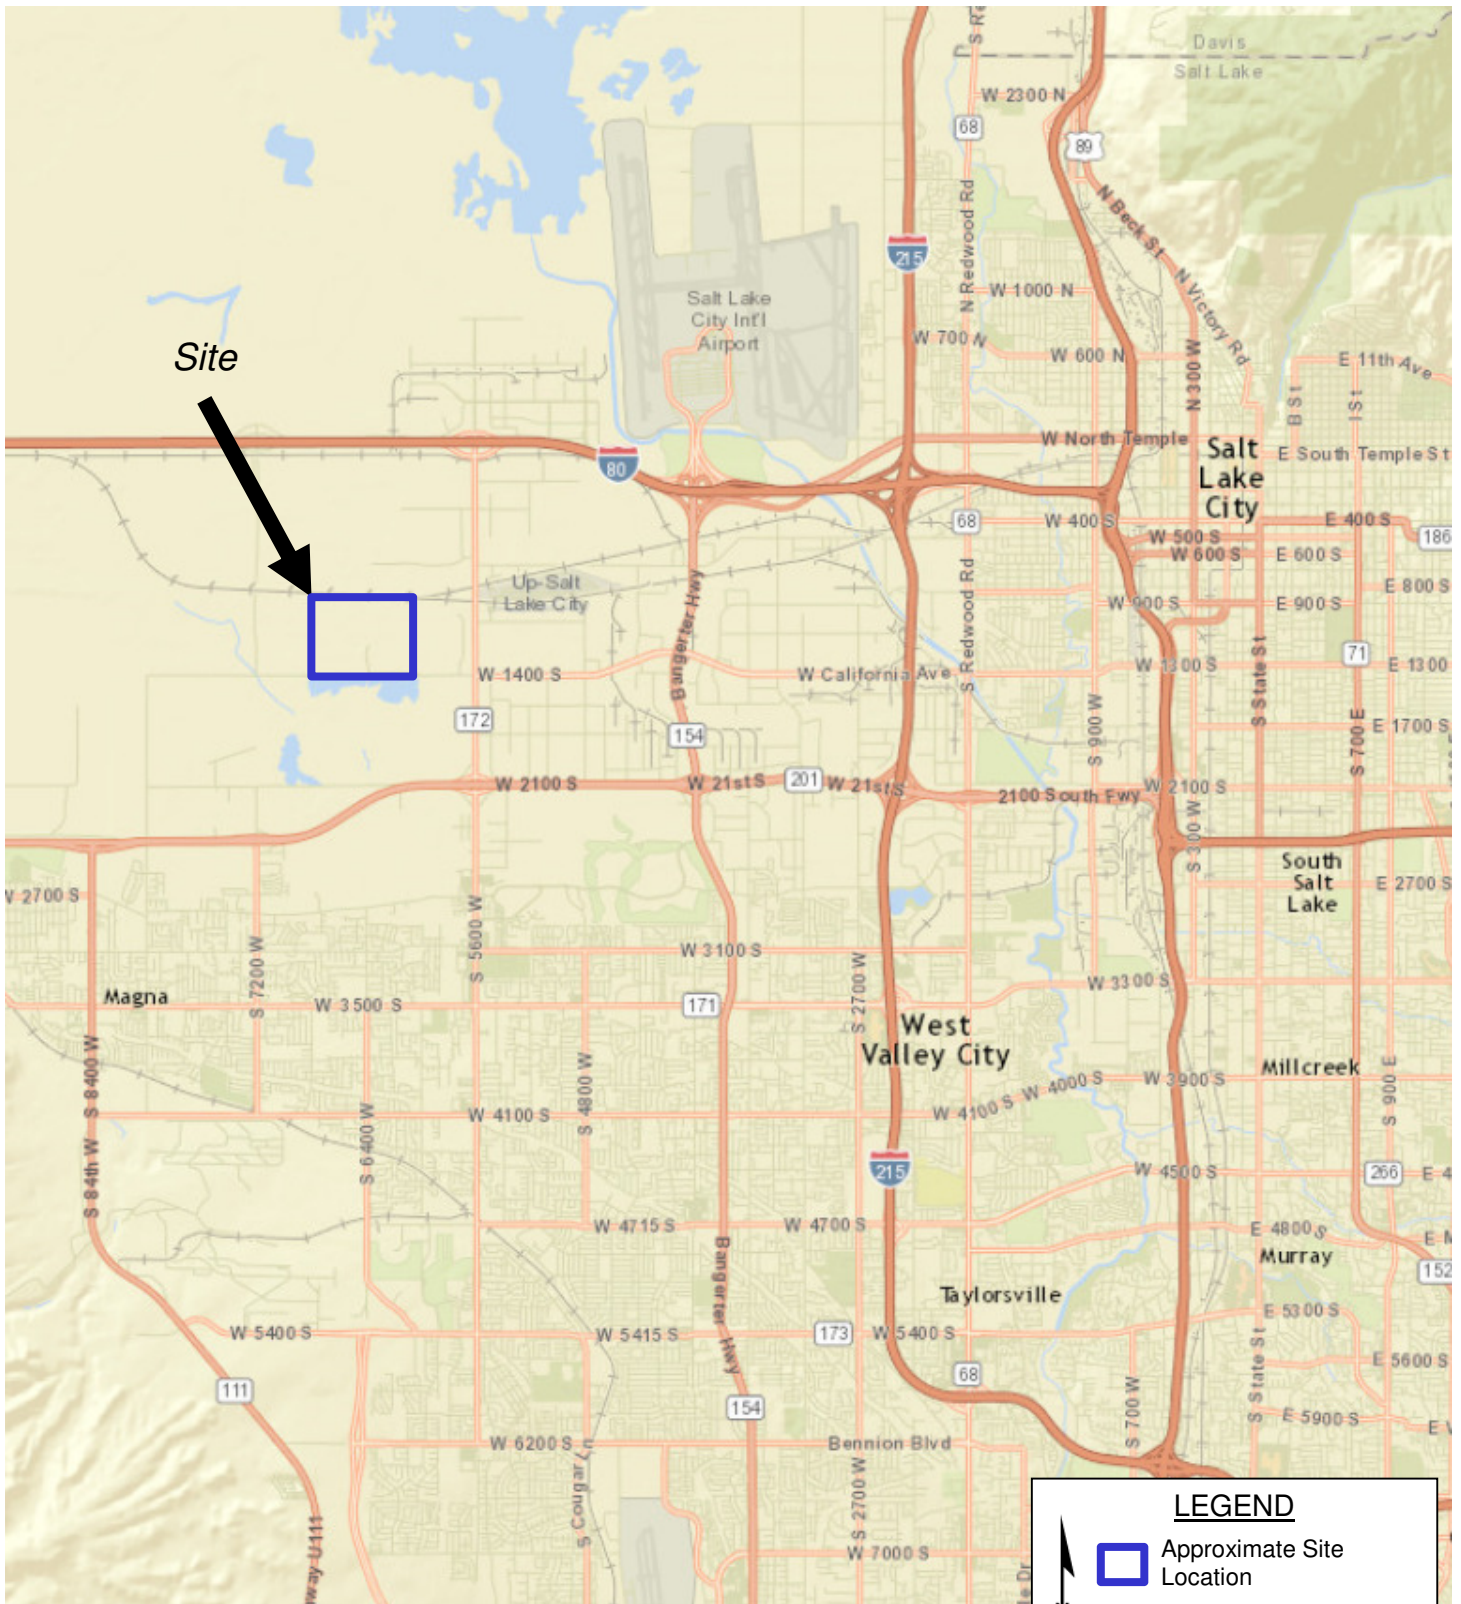 Davis
Salt Lake
W 2300 N
68
89
N Beck St
N Redwood Rd
215
N Victory Rd
W 1000 N
Salt Lake
City Int'l
Airport
W 700 N
W 600 N
N 300 W
E 11th Ave
B St
I St
Site
W North Temple
Salt
Lake
City
E South Temple St
80
68
W 400 S
E 400 S
186
W 500 S
W 600 S
E 600 S
Up-Salt
Lake City
Bangerter Hwy
S Redwood Rd
E 800 S
W 900 S
E 900 S
71
W 1400 S
W California Ave
W 1300 S
E 1300
172
154
S 900 W
S State St
S 700 E
E 1700 S
W 2100 S
W 21st S
201
W 21st S
2100 South Fwy
W 2100 S
S 300 W
South
Salt
Lake
E 2700 S
W 2700 S
S 5600 W
S 7200 W
W 3100 S
S 2700 W
W 3300 S
Magna
W 3500 S
171
West
Valley City
S 8400 W
S 4800 W
W 4000 S
W 3900 S
Millcreek
S 900 E
W 4100 S
W 4100 S
S 6400 W
S 84th W
215
W 4500 S
266
E 4
W 4715 S
W 4700 S
E 4800 S
E M
Murray
152
Bangerter Hwy
Taylorsville
W 5400 S
W 5415 S
173
W 5400 S
E 5300 S
S State St
E 5600 S
111
154
68
S 700 W
E 5900 S
W 6200 S
S Cougar Ln
Bennion Blvd
S 2700 W
W 7000 S
way U111
LEGEND
Approximate Site
Location